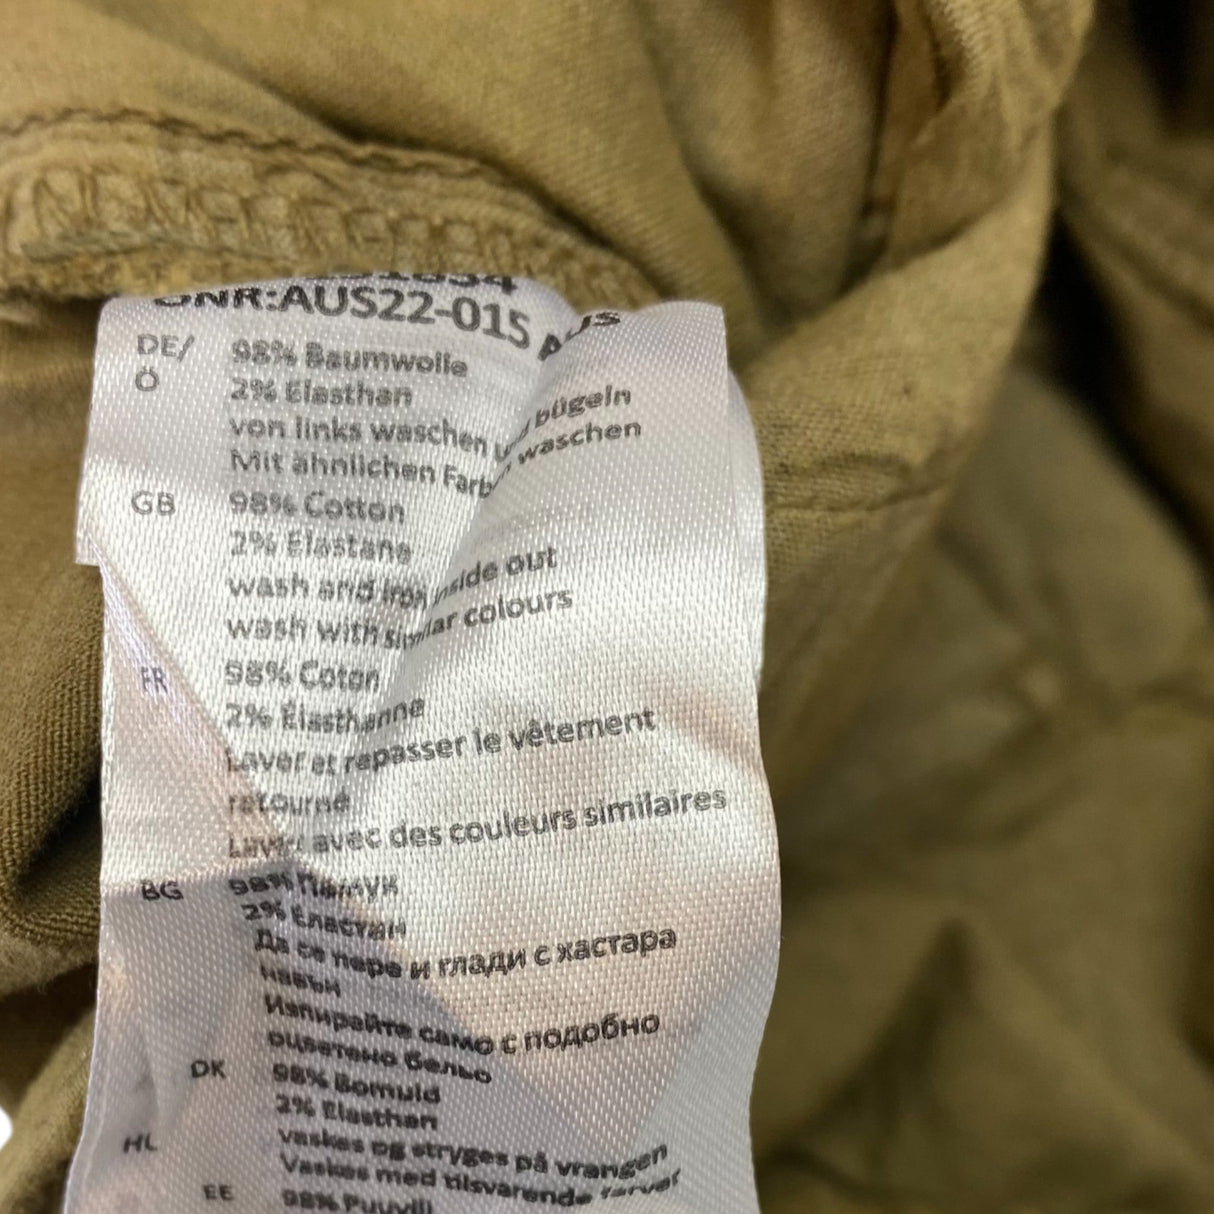 GNR:AUS22-015 AUS
DE/ 98% Baumwolle
Ö 2% Elasthan
von links waschen und bügeln
Mit ähnlichen Farben waschen
GB 98% Cotton
2% Elastane
wash and iron inside out
wash with similar colours
FR 98% Coton
2% Élasthanne
Laver et repasser le vêtement
retourné
Laver avec des couleurs similaires
BG 98% Памук
2% Еластан
Да се пере и глади с хастара
навън
Изпирайте само с подобно
оцветено бельо
DK 98% Bomuld
2% Elasthan
vaskes og stryges på vrangen
Vaskes med tilsvarende farver
EE 98% Puuvill